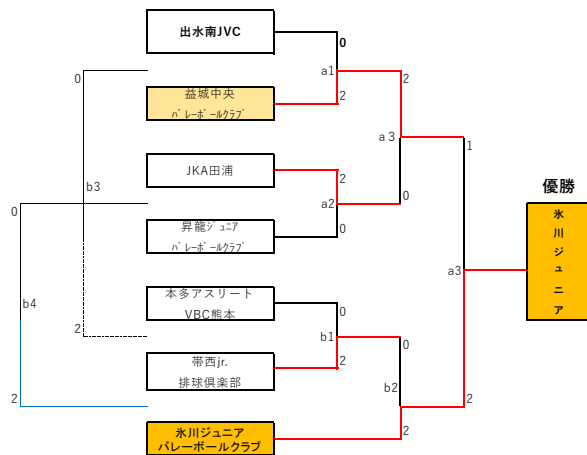 出水南JVC
0
0
a1
2
2
益城中央
ﾊﾞﾚｰﾎﾞｰﾙｸﾗﾌﾞ
a3
1
JKA田浦
2
優勝
b3
a2
0
0
昇龍ｼﾞｭﾆｱ
ﾊﾞﾚｰﾎﾞｰﾙｸﾗﾌﾞ
0
氷川ジュニア
a3
本多アスリート
VBC熊本
0
b4
2
b1
0
帯西jr.
排球倶楽部
2
b2
2
2
氷川ジュニア
バレーボールクラブ
2